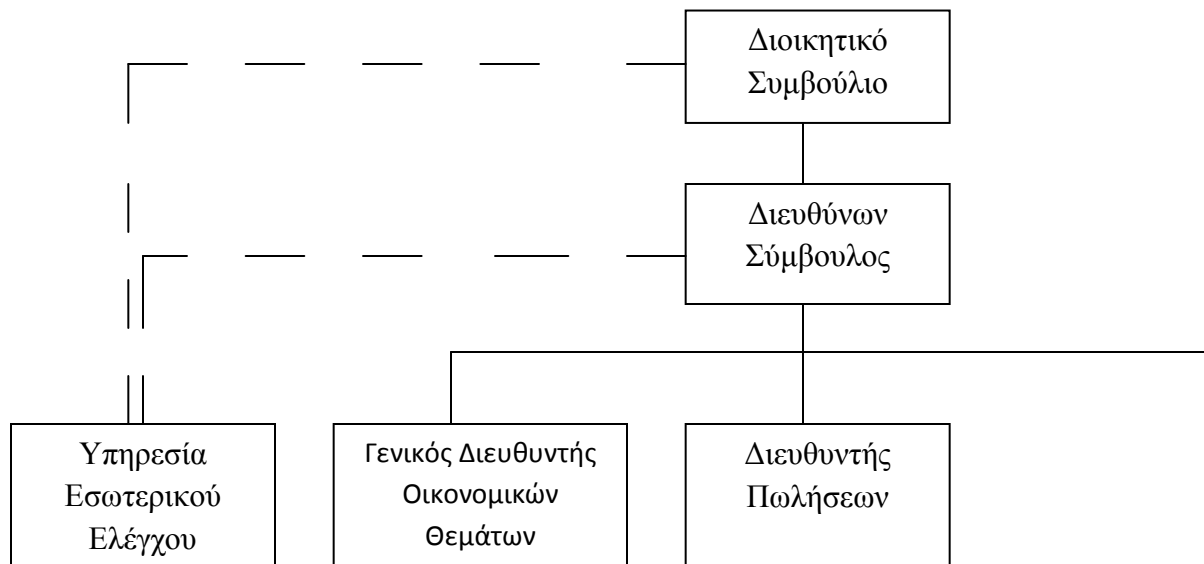 Διοικητικό
Συμβούλιο
Διευθύνων
Σύμβουλος
Υπηρεσία
Εσωτερικού
Ελέγχου
Γενικός Διευθυντής
Οικονομικών
Θεμάτων
Διευθυντής
Πωλήσεων